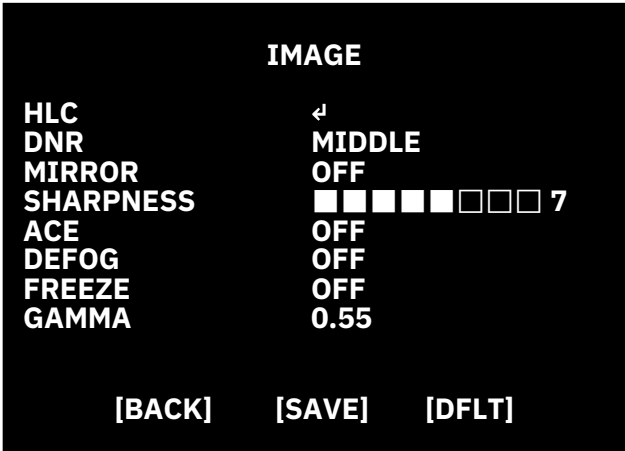 IMAGE
HLC ↲
DNR MIDDLE
MIRROR OFF
SHARPNESS ■■■■■□□□ 7
ACE OFF
DEFOG OFF
FREEZE OFF
GAMMA 0.55
[BACK] [SAVE] [DFLT]